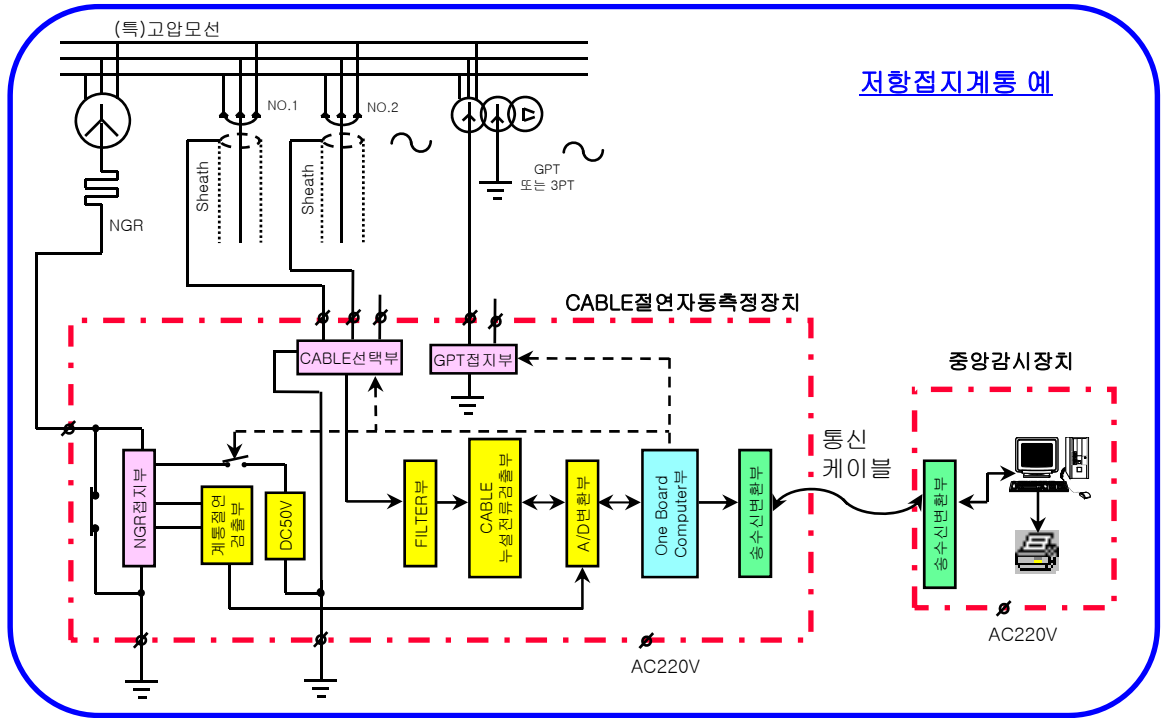 (특)고압모선
저항접지계통 예
NO.1
NO.2
Sheath
Sheath
GPT
또는 3PT
NGR
CABLE절연자동측정장치
CABLE선택부
GPT접지부
중앙감시장치
통신
케이블
NGR접지부
계통절연
검출부
DC50V
FILTER부
CABLE
누설전류검출부
A/D변환부
One Board
Computer부
송수신변환부
송수신변환부
AC220V
AC220V